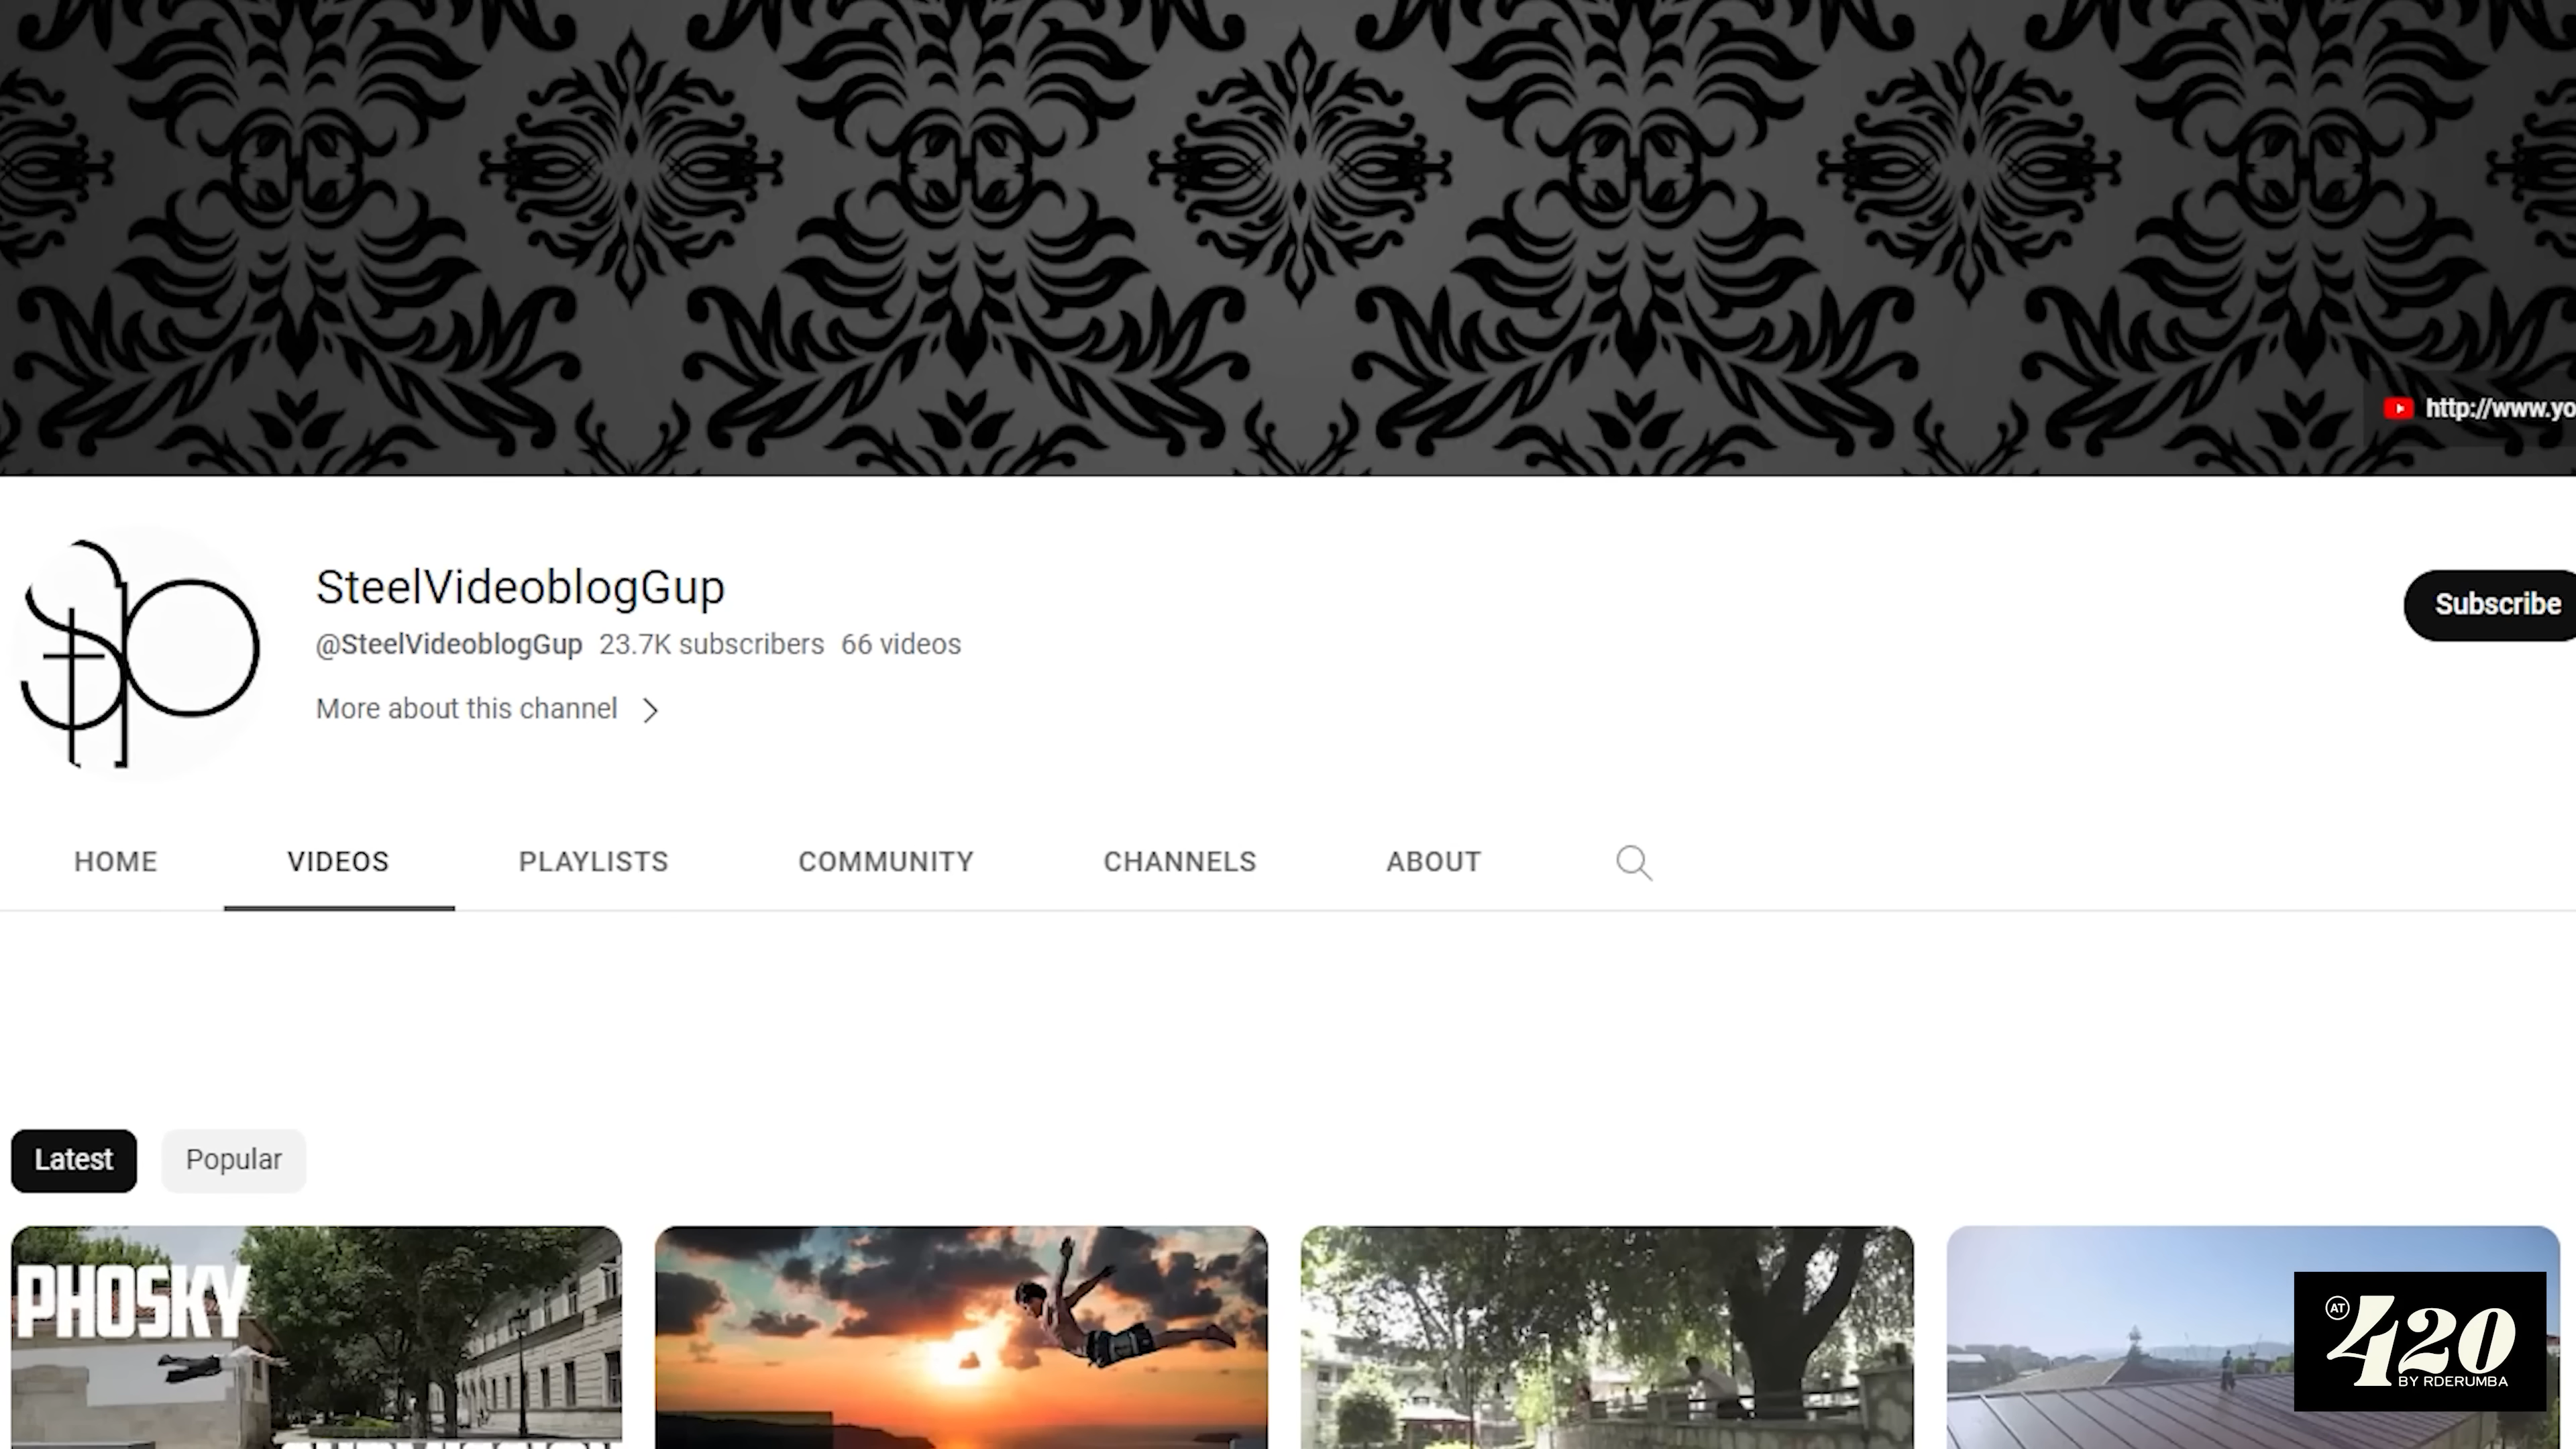 http://www.yo
SteelVideoblogGup
@SteelVideoblogGup 23.7K subscribers 66 videos
More about this channel
Subscribe
HOME VIDEOS PLAYLISTS COMMUNITY CHANNELS ABOUT
Latest Popular
PHOSKY
AT 420
BY RDERUMBA